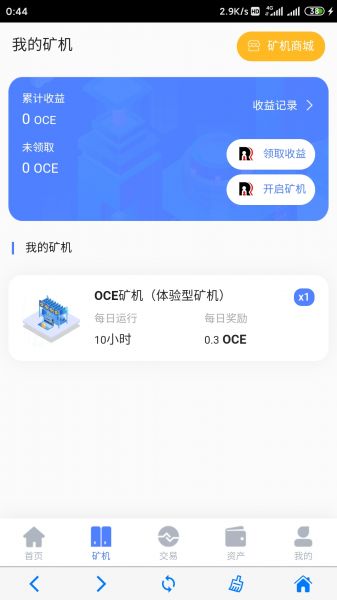 0:44
2.9K/s HD 4G 38
我的矿机
矿机商城
累计收益
0 OCE
收益记录
未领取
0 OCE
领取收益
开启矿机
我的矿机
OCE矿机（体验型矿机）
x1
每日运行
每日奖励
10小时
0.3 OCE
首页
矿机
交易
资产
我的